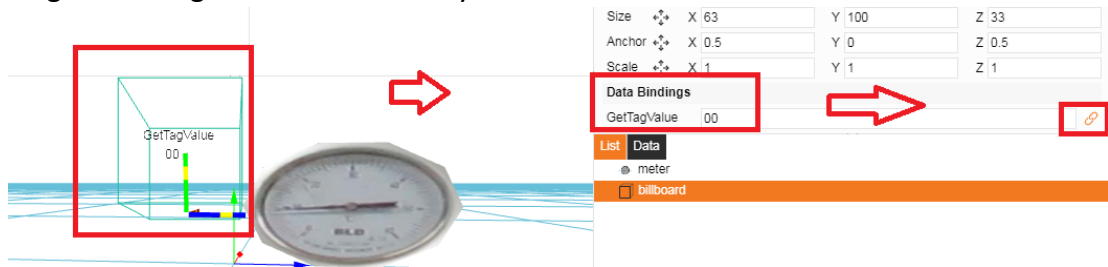 Size X 63 Y 100 Z 33
Anchor X 0.5 Y 0 Z 0.5
Scale X 1 Y 1 Z 1
Data Bindings
GetTagValue 00
List Data
meter
billboard
GetTagValue
00
BLD